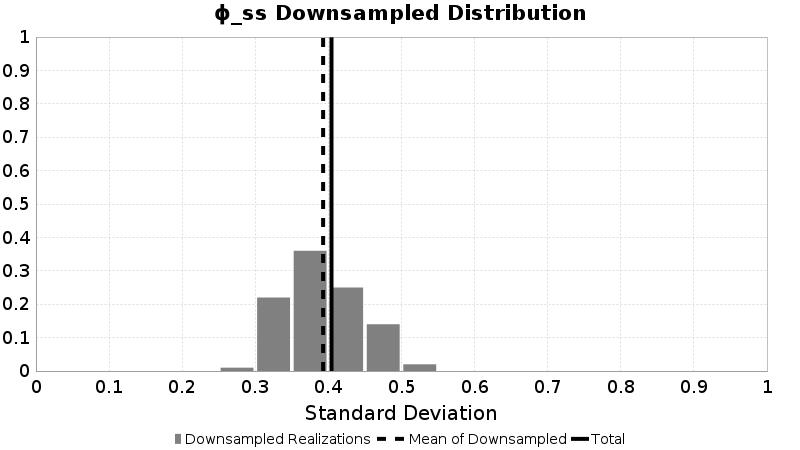 ϕ_ss Downsampled Distribution
1
0.9
0.8
0.7
0.6
0.5
0.4
0.3
0.2
0.1
0
0 0.1 0.2 0.3 0.4 0.5 0.6 0.7 0.8 0.9 1
Standard Deviation
Downsampled Realizations Mean of Downsampled Total